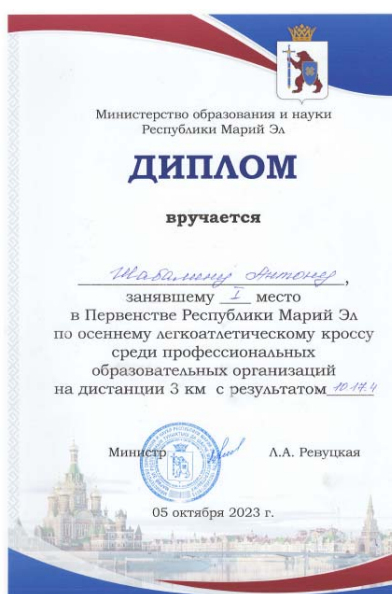 Министерство образования и науки
Республики Марий Эл
ДИПЛОМ
вручается
Шабалину Антону,
занявшему I место
в Первенстве Республики Марий Эл
по осеннему легкоатлетическому кроссу
среди профессиональных
образовательных организаций
на дистанции 3 км с результатом 10.17.4
Министр Л.А. Ревуцкая
05 октября 2023 г.